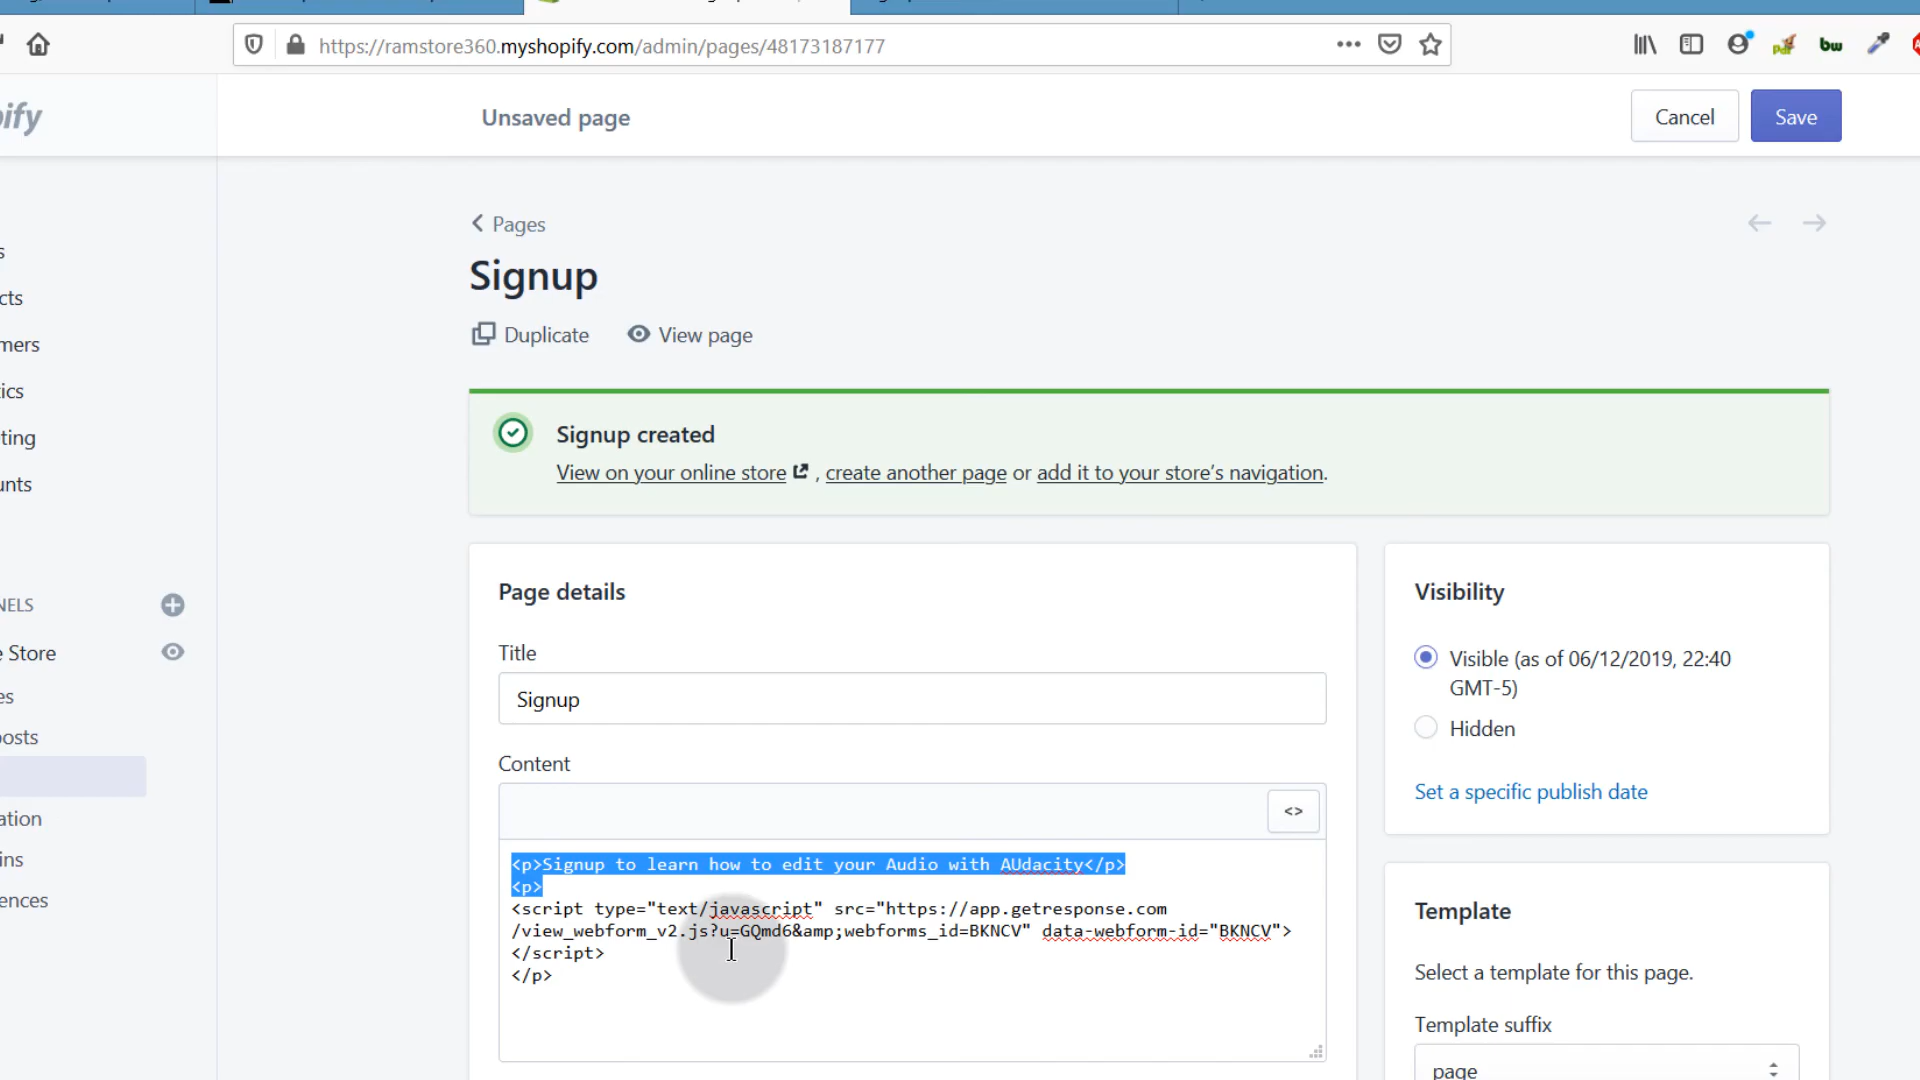 https://ramstore360.myshopify.com/admin/pages/48173187177
pdf
bw
pify
Unsaved page
Cancel
Save
Pages
Signup
Duplicate
View page
s
cts
mers
ics
ting
unts
Signup created
View on your online store , create another page or add it to your store's navigation.
NELS
e Store
es
posts
ation
ins
ences
Page details
Title
Signup
Content
<>
<p>Signup to learn how to edit your Audio with AUdacity</p>
<p>
<script type="text/javascript" src="https://app.getresponse.com
/view_webform_v2.js?u=GQmd6&amp;webforms_id=BKNCV" data-webform-id="BKNCV">
</script>
</p>
Visibility
Visible (as of 06/12/2019, 22:40
GMT-5)
Hidden
Set a specific publish date
Template
Select a template for this page.
Template suffix
page